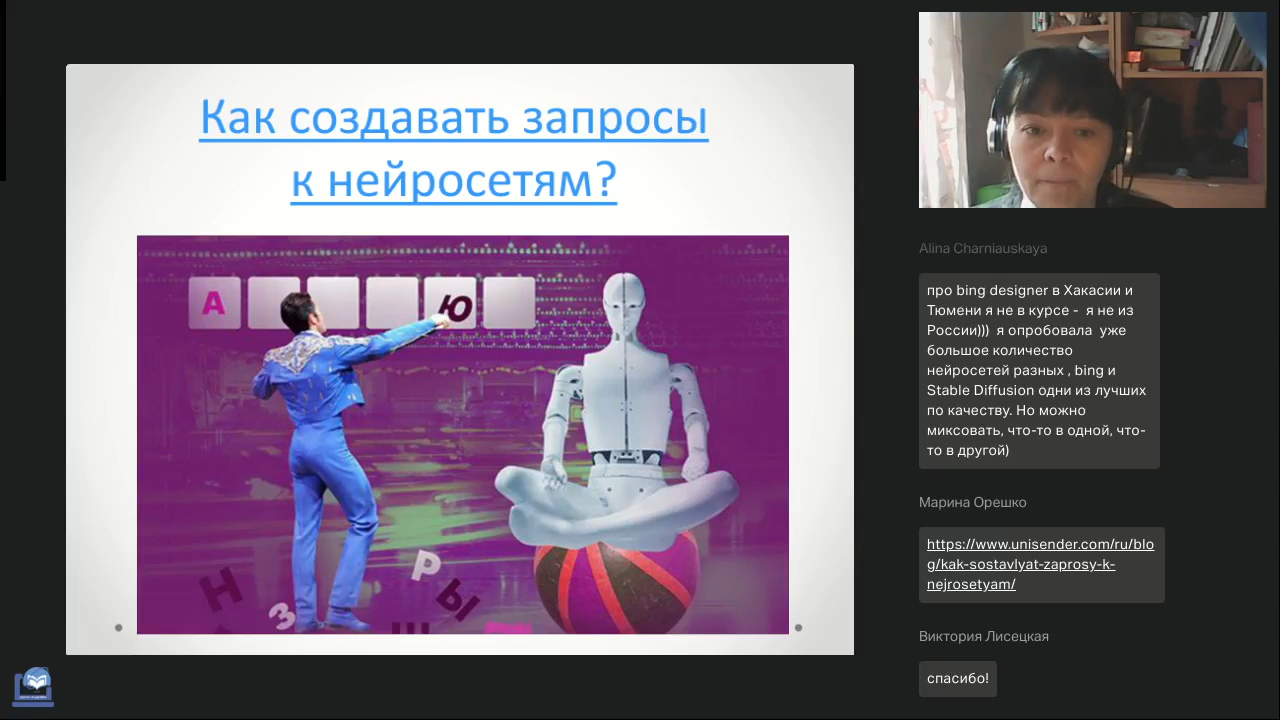 Как создавать запросы
к нейросетям?
А
Ю
Н
З
Р
Ы
Alina Charniauskaya
про bing designer в Хакасии и
Тюмени я не в курсе - я не из
России))) я опробовала уже
большое количество
нейросетей разных , bing и
Stable Diffusion одни из лучших
по качеству. Но можно
миксовать, что-то в одной, что-
то в другой)
Марина Орешко
https://www.unisender.com/ru/blo
g/kak-sostavlyat-zaprosy-k-
nejrosetyam/
Виктория Лисецкая
спасибо!